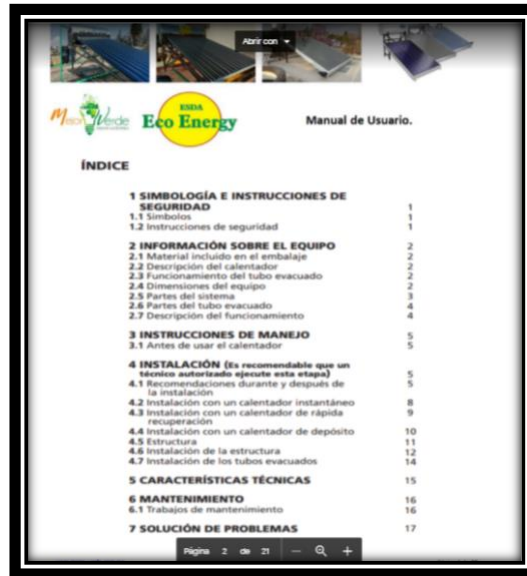 Abrir con
Verde
ESDA
Eco Energy
Manual de Usuario.
ÍNDICE
1 SIMBOLOGÍA E INSTRUCCIONES DE
SEGURIDAD 1
1.1 Símbolos 1
1.2 Instrucciones de seguridad 1
2 INFORMACIÓN SOBRE EL EQUIPO 2
2.1 Material incluido en el embalaje 2
2.2 Descripción del calentador 2
2.3 Funcionamiento del tubo evacuado 2
2.4 Dimensiones del equipo 2
2.5 Partes del sistema 3
2.6 Partes del tubo evacuado 4
2.7 Descripción del funcionamiento 4
3 INSTRUCCIONES DE MANEJO 5
3.1 Antes de usar el calentador 5
4 INSTALACIÓN (Es recomendable que un
técnico autorizado ejecute esta etapa) 5
4.1 Recomendaciones durante y después de 5
la instalación
4.2 Instalación con un calentador instantáneo 8
4.3 Instalación con un calentador de rápida 9
recuperación
4.4 Instalación con un calentador de depósito 10
4.5 Estructura 11
4.6 Instalación de la estructura 12
4.7 Instalación de los tubos evacuados 14
5 CARACTERÍSTICAS TÉCNICAS 15
6 MANTENIMIENTO 16
6.1 Trabajos de mantenimiento 16
7 SOLUCIÓN DE PROBLEMAS 17
Página 2 de 21